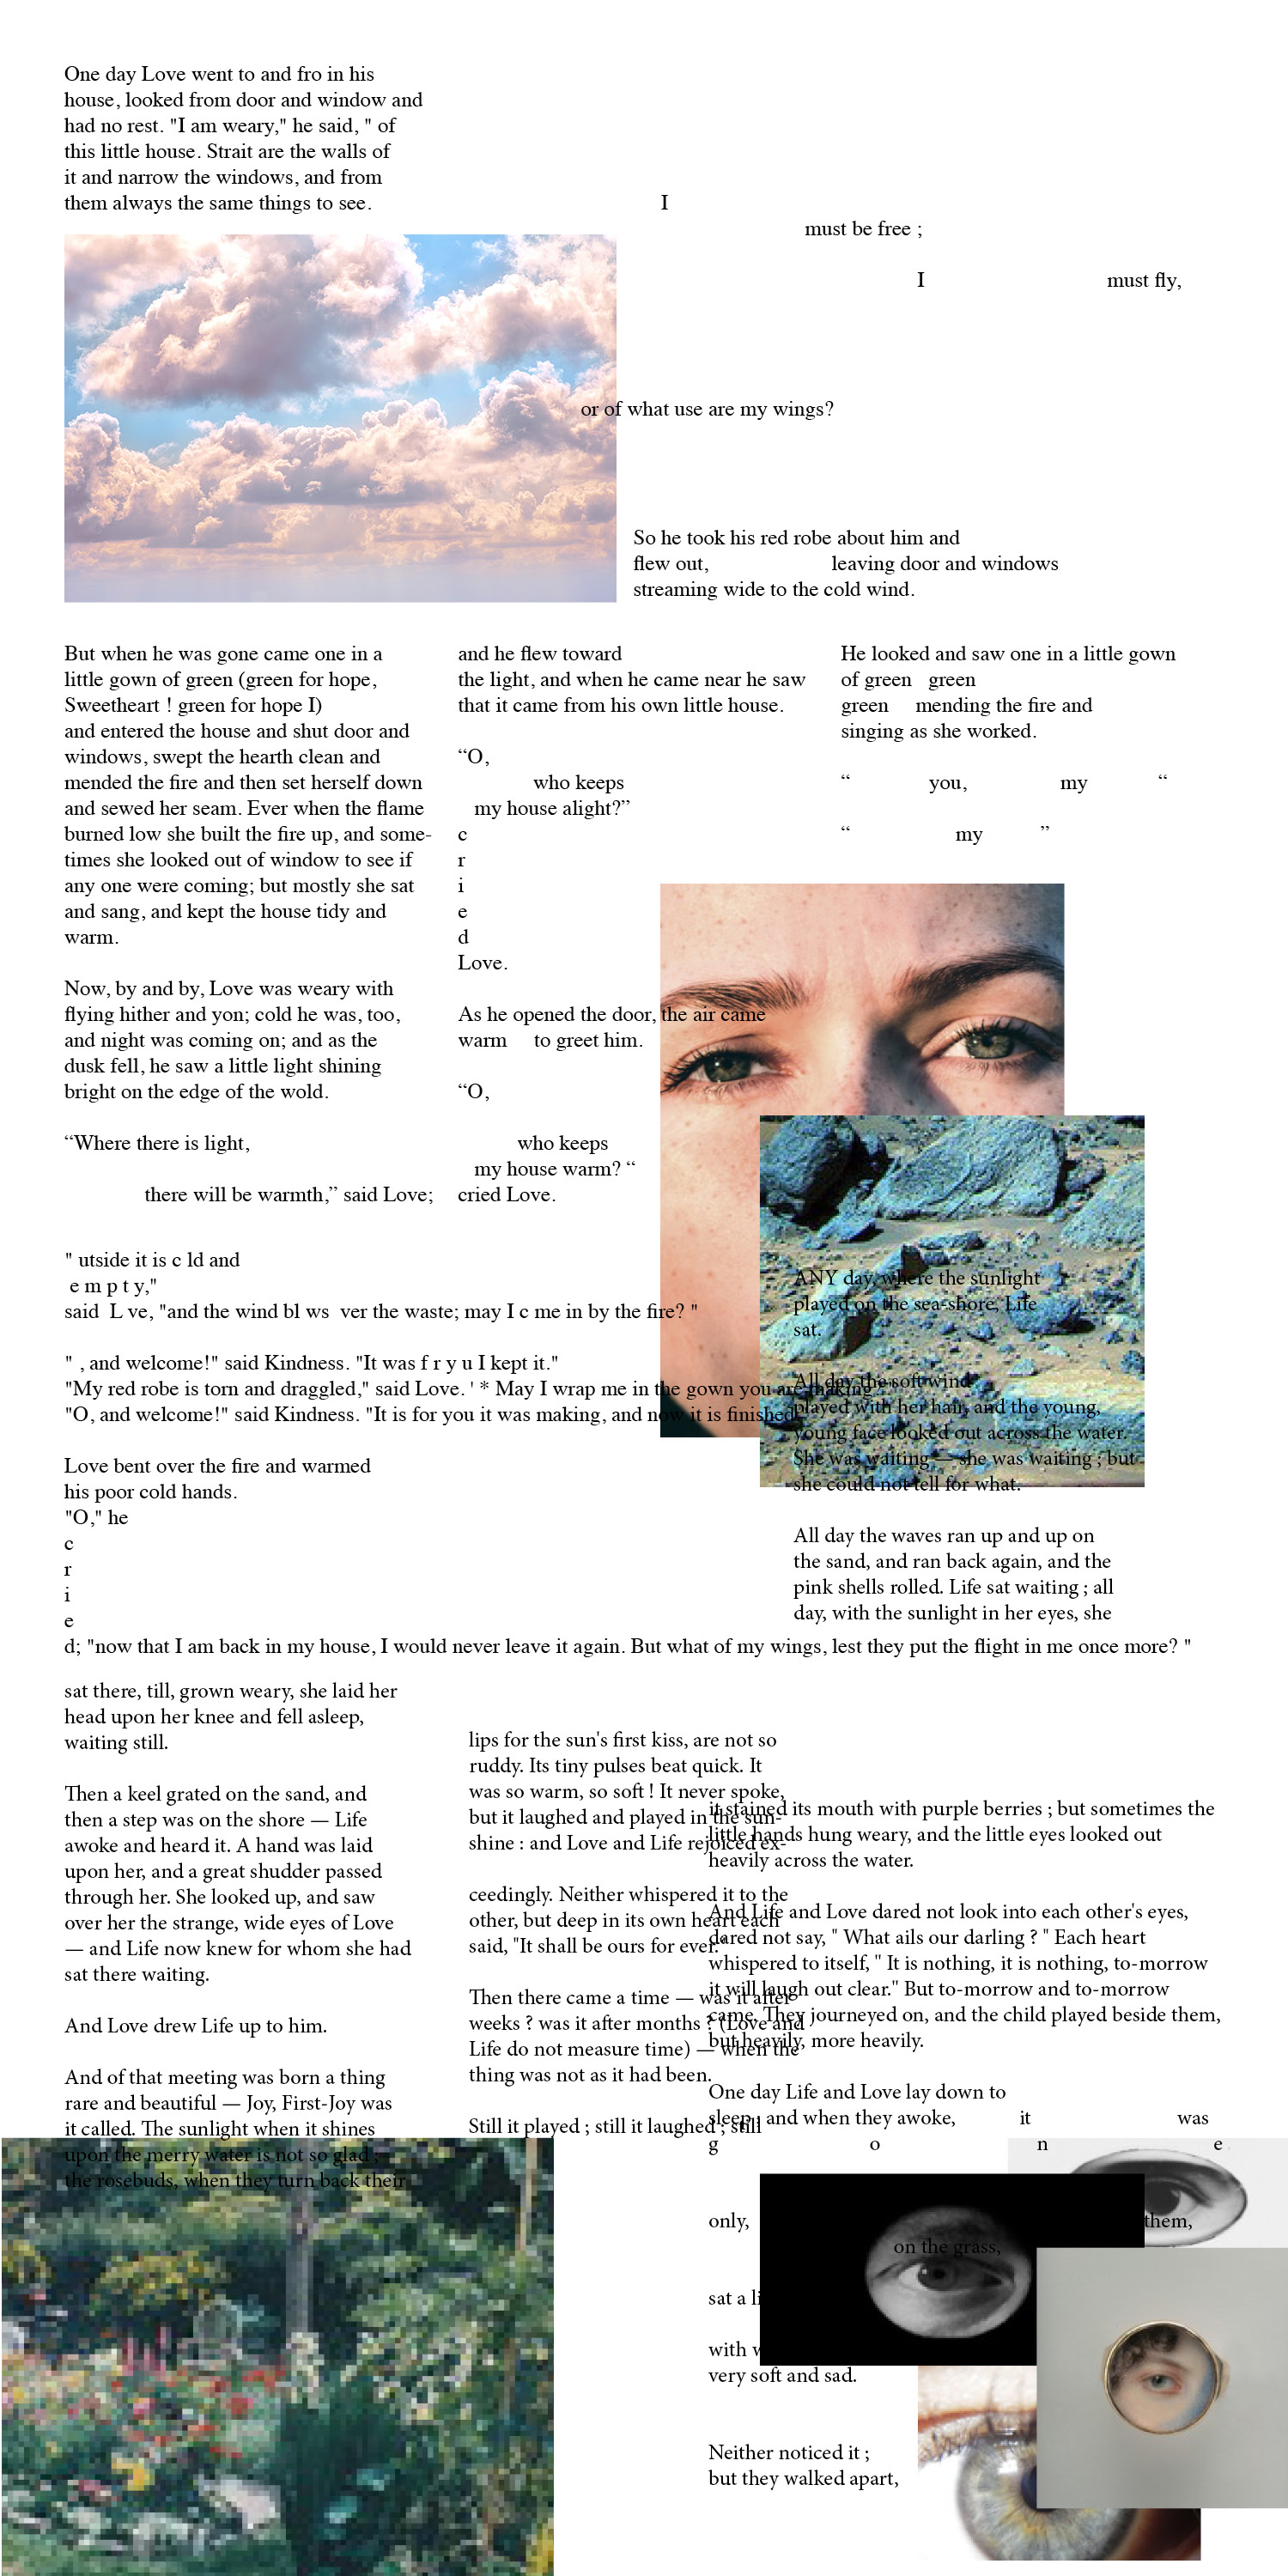 One day Love went to and fro in his
house, looked from door and window and
had no rest. "I am weary," he said, " of
this little house. Strait are the walls of
it and narrow the windows, and from
them always the same things to see.
I
must be free ;
I must fly,
or of what use are my wings?
So he took his red robe about him and
flew out, leaving door and windows
streaming wide to the cold wind.
But when he was gone came one in a
little gown of green (green for hope,
Sweetheart ! green for hope I)
and entered the house and shut door and
windows, swept the hearth clean and
mended the fire and then set herself down
and sewed her seam. Ever when the flame
burned low she built the fire up, and some-
times she looked out of window to see if
any one were coming; but mostly she sat
and sang, and kept the house tidy and
warm.
Now, by and by, Love was weary with
flying hither and yon; cold he was, too,
and night was coming on; and as the
dusk fell, he saw a little light shining
bright on the edge of the wold.
“Where there is light,
there will be warmth,” said Love;
and he flew toward
the light, and when he came near he saw
that it came from his own little house.
“O,
who keeps
my house alight?”
c
r
i
e
d
Love.
As he opened the door, the air came
warm to greet him.
“O,
who keeps
my house warm? “
cried Love.
He looked and saw one in a little gown
of green green
green mending the fire and
singing as she worked.
“ you, my “
“ my ”
" utside it is c ld and
e m p t y,"
said L ve, "and the wind bl ws ver the waste; may I c me in by the fire? "
" , and welcome!" said Kindness. "It was f r y u I kept it."
"My red robe is torn and draggled," said Love. ' * May I wrap me in the gown you are making
"O, and welcome!" said Kindness. "It is for you it was making, and now it is finished
Love bent over the fire and warmed
his poor cold hands.
"O," he
c
r
i
e
d; "now that I am back in my house, I would never leave it again. But what of my wings, lest they put the flight in me once more? "
ANY day, where the sunlight
played on the sea-shore, Life
sat.
All day the soft wind
played with her hair, and the young,
young face looked out across the water.
She was waiting — she was waiting ; but
she could not tell for what.
All day the waves ran up and up on
the sand, and ran back again, and the
pink shells rolled. Life sat waiting ; all
day, with the sunlight in her eyes, she
sat there, till, grown weary, she laid her
head upon her knee and fell asleep,
waiting still.
Then a keel grated on the sand, and
then a step was on the shore — Life
awoke and heard it. A hand was laid
upon her, and a great shudder passed
through her. She looked up, and saw
over her the strange, wide eyes of Love
— and Life now knew for whom she had
sat there waiting.
And Love drew Life up to him.
And of that meeting was born a thing
rare and beautiful — Joy, First-Joy was
it called. The sunlight when it shines
upon the merry water is not so glad ;
the rosebuds, when they turn back their
lips for the sun's first kiss, are not so
ruddy. Its tiny pulses beat quick. It
was so warm, so soft ! It never spoke,
but it laughed and played in the sun-
shine : and Love and Life rejoiced ex-
ceedingly. Neither whispered it to the
other, but deep in its own heart each
said, "It shall be ours for ever."
Then there came a time — was it after
weeks ? was it after months ? (Love and
Life do not measure time) — when the
thing was not as it had been.
Still it played ; still it laughed ; still
it stained its mouth with purple berries ; but sometimes the
little hands hung weary, and the little eyes looked out
heavily across the water.
And Life and Love dared not look into each other's eyes,
dared not say, " What ails our darling ? " Each heart
whispered to itself, " It is nothing, it is nothing, to-morrow
it will laugh out clear." But to-morrow and to-morrow
came. They journeyed on, and the child played beside them,
but heavily, more heavily.
One day Life and Love lay down to
sleep ; and when they awoke, it was
g o n e
only, them,
on the grass,
sat a
with
very soft and sad.
Neither noticed it ;
but they walked apart,